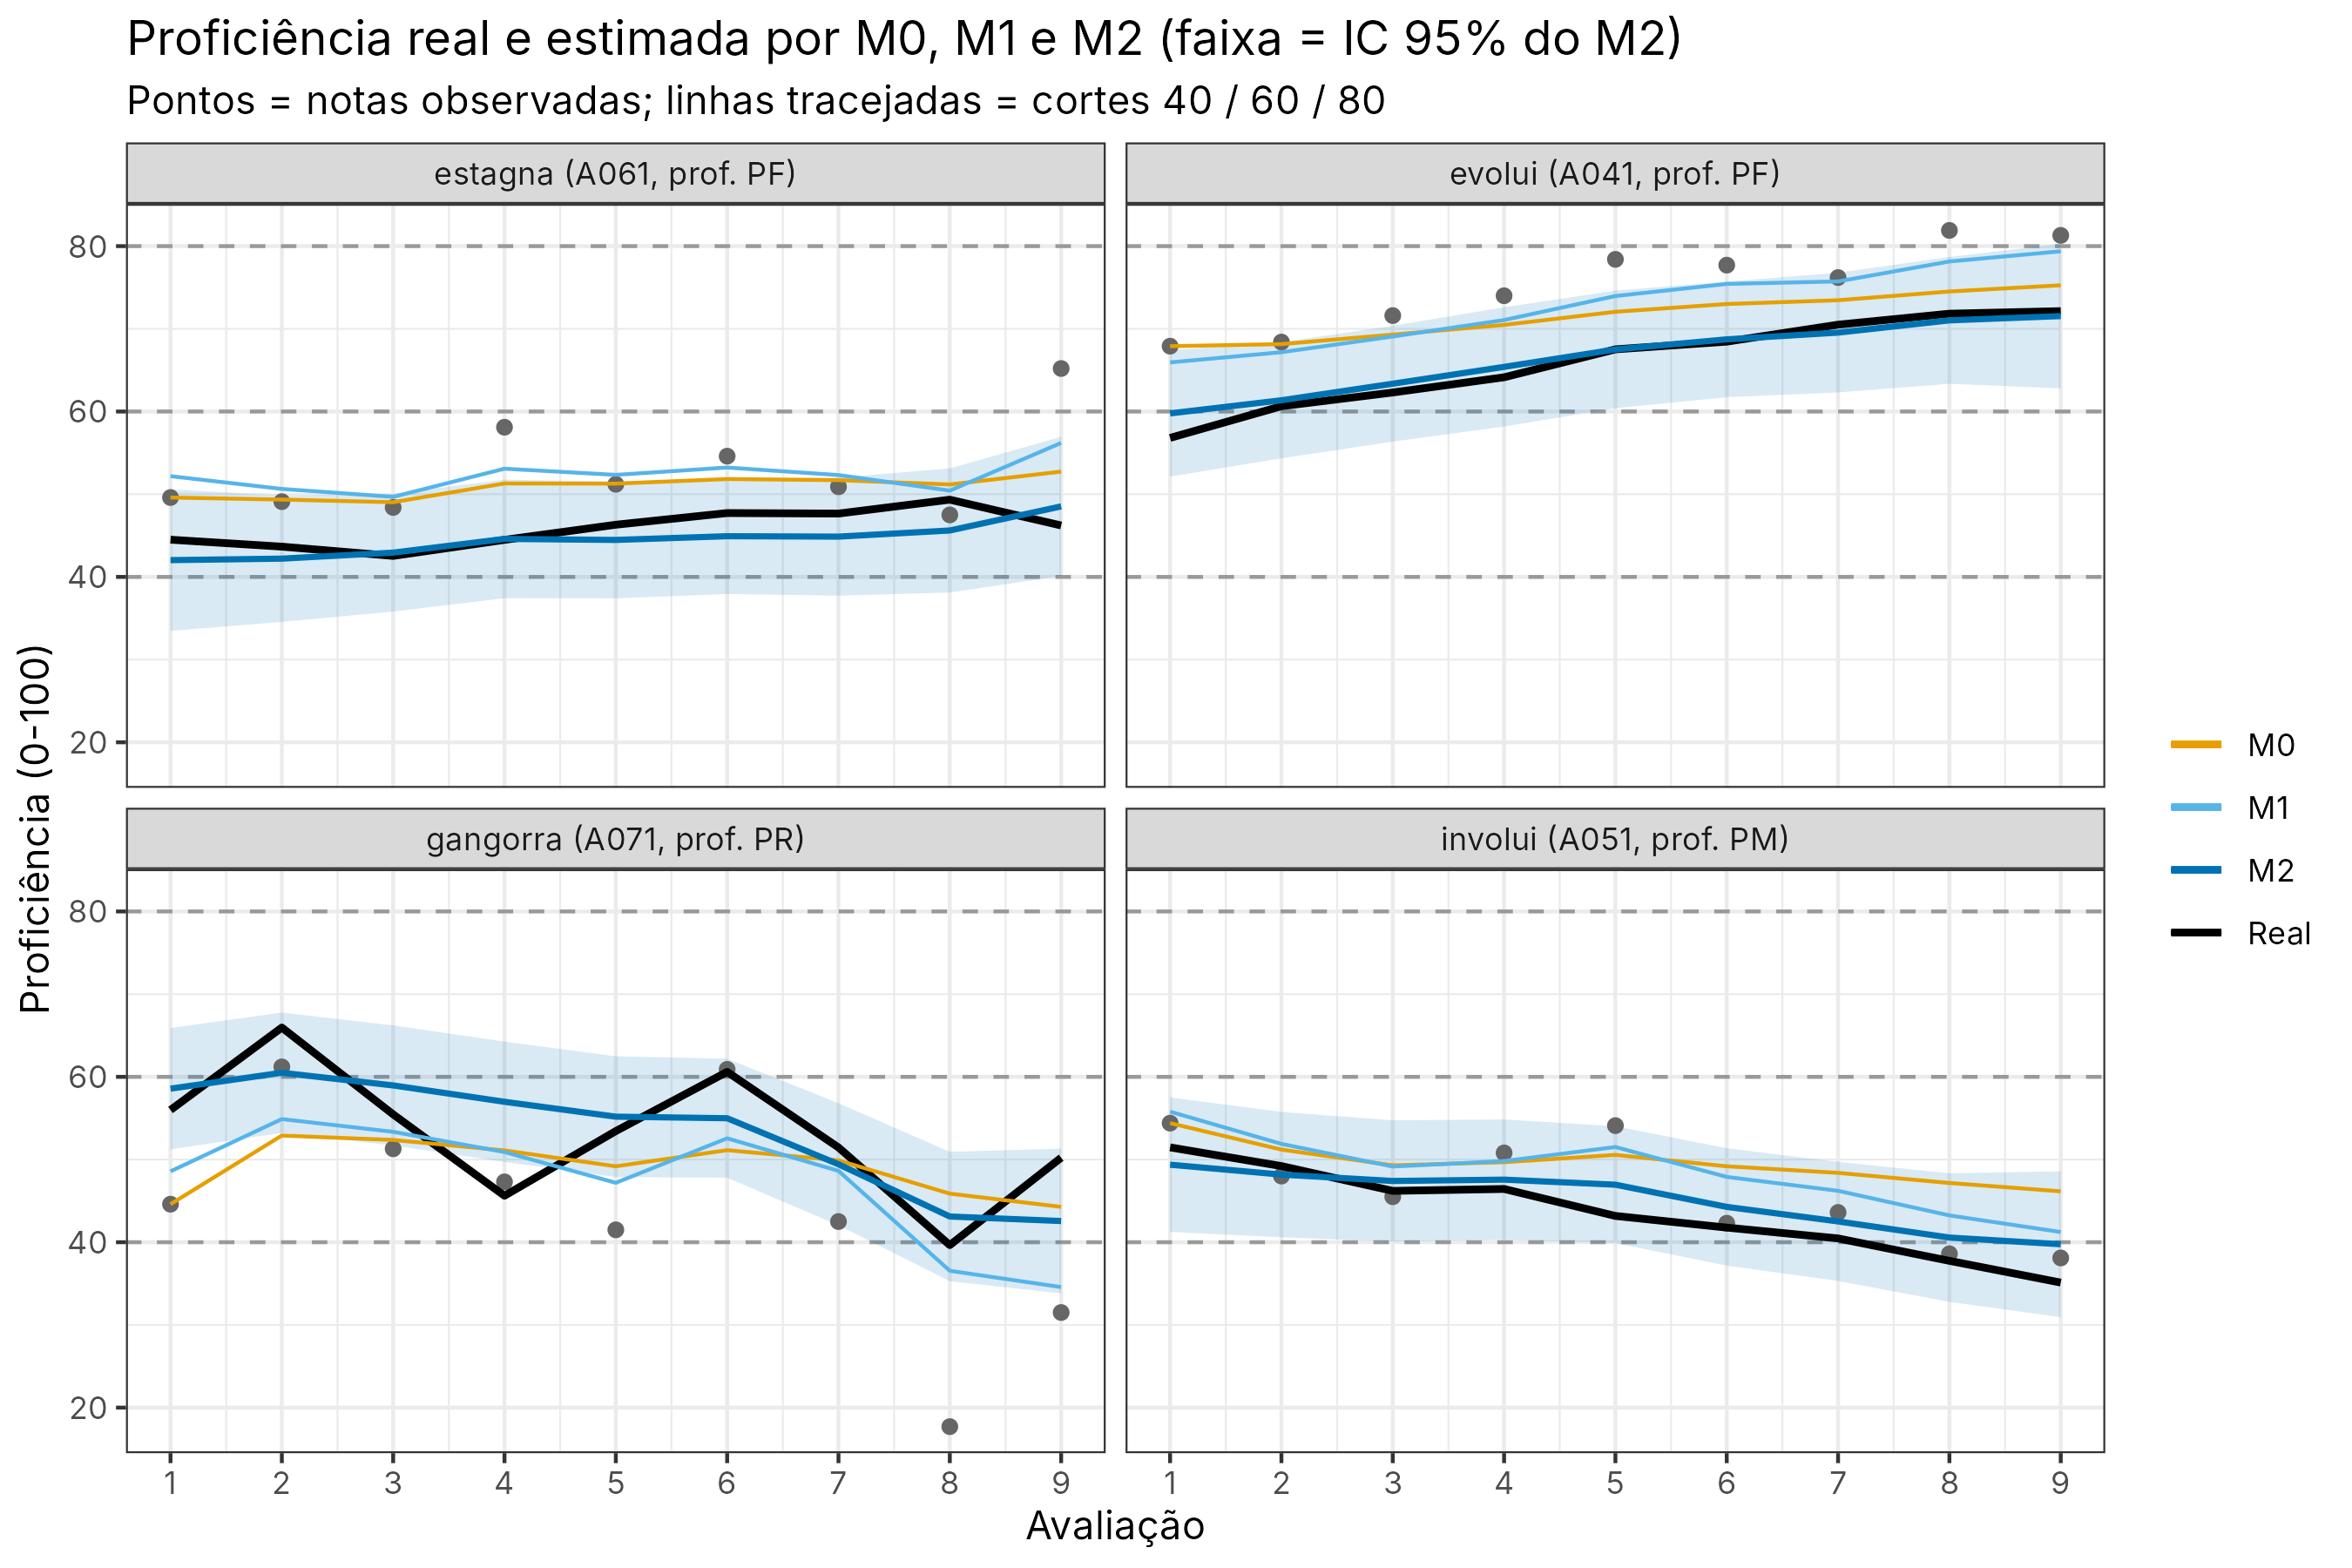 Proficiência real e estimada por M0, M1 e M2 (faixa = IC 95% do M2)
Pontos = notas observadas; linhas tracejadas = cortes 40 / 60 / 80
estagna (A061, prof. PF)
evolui (A041, prof. PF)
80
60
40
20
gangorra (A071, prof. PR)
involui (A051, prof. PM)
80
60
40
20
1 2 3 4 5 6 7 8 9
1 2 3 4 5 6 7 8 9
Avaliação
Proficiência (0-100)
M0
M1
M2
Real